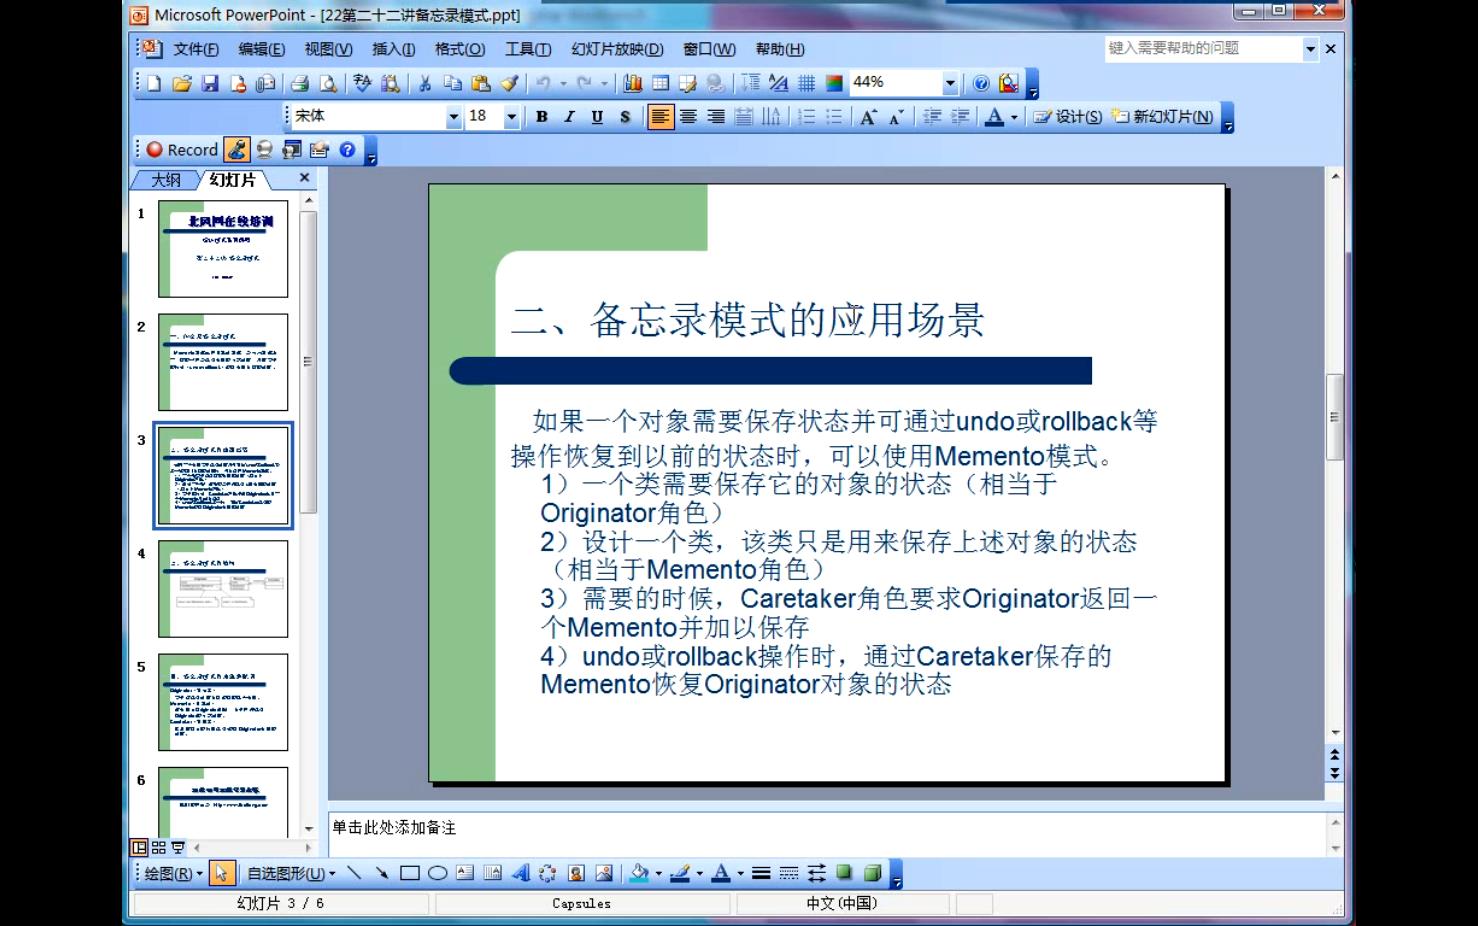 Microsoft PowerPoint - [22第二十二讲备忘录模式.ppt]
文件(F) 编辑(E) 视图(V) 插入(I) 格式(O) 工具(T) 幻灯片放映(D) 窗口(W) 帮助(H) 键入需要帮助的问题
44%
宋体 18 B I U S A A A 设计(S) 新幻灯片(N)
Record
大纲 幻灯片
1
北风网在线培训
2
3
4
5
6
二、备忘录模式的应用场景
如果一个对象需要保存状态并可通过undo或rollback等
操作恢复到以前的状态时，可以使用Memento模式。
1）一个类需要保存它的对象的状态（相当于
Originator角色）
2）设计一个类，该类只是用来保存上述对象的状态
（相当于Memento角色）
3）需要的时候，Caretaker角色要求Originator返回一
个Memento并加以保存
4）undo或rollback操作时，通过Caretaker保存的
Memento恢复Originator对象的状态
单击此处添加备注
绘图(R) 自选图形(U)
幻灯片 3 / 6 Capsules 中文(中国)